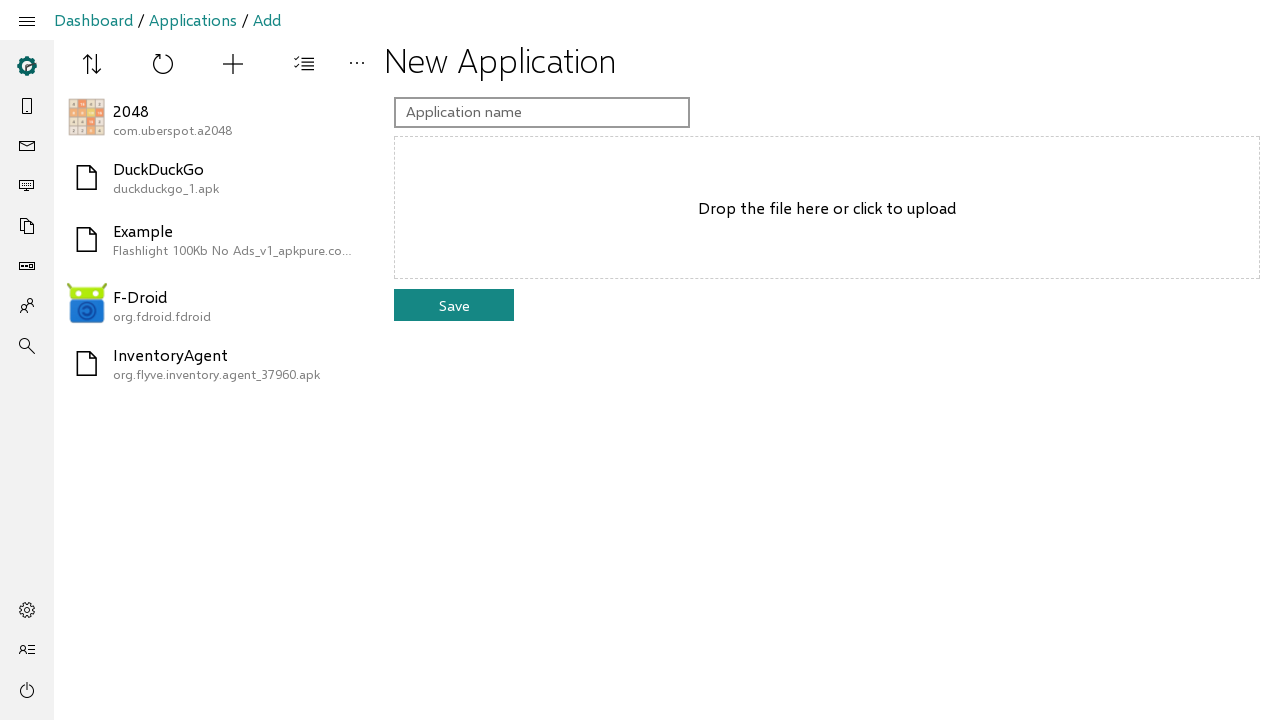 Dashboard / Applications / Add
New Application
2048
com.uberspot.a2048
DuckDuckGo
duckduckgo_1.apk
Example
Flashlight 100Kb No Ads_v1_apkpure.co...
F-Droid
org.fdroid.fdroid
InventoryAgent
org.flyve.inventory.agent_37960.apk
Application name
Drop the file here or click to upload
Save